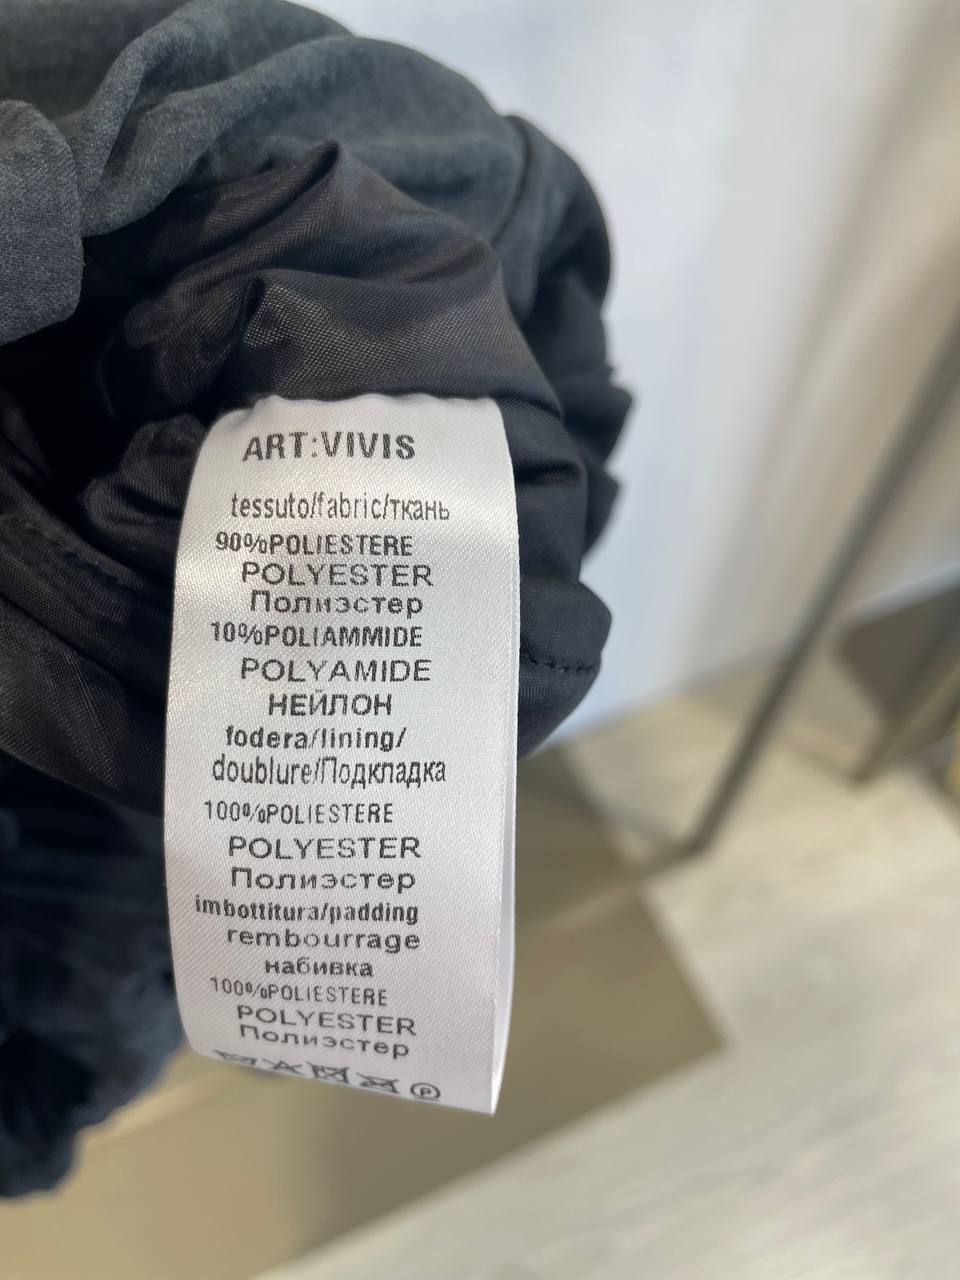 ART:VIVIS
tessuto/fabric/ткань
90%POLIESTERE
POLYESTER
Полиэстер
10%POLIAMMIDE
POLYAMIDE
НЕЙЛОН
fodera/lining/
doublure/Подкладка
100%POLIESTERE
POLYESTER
Полиэстер
imbottitura/padding
rembourrage
набивка
100%POLIESTERE
POLYESTER
Полиэстер
P